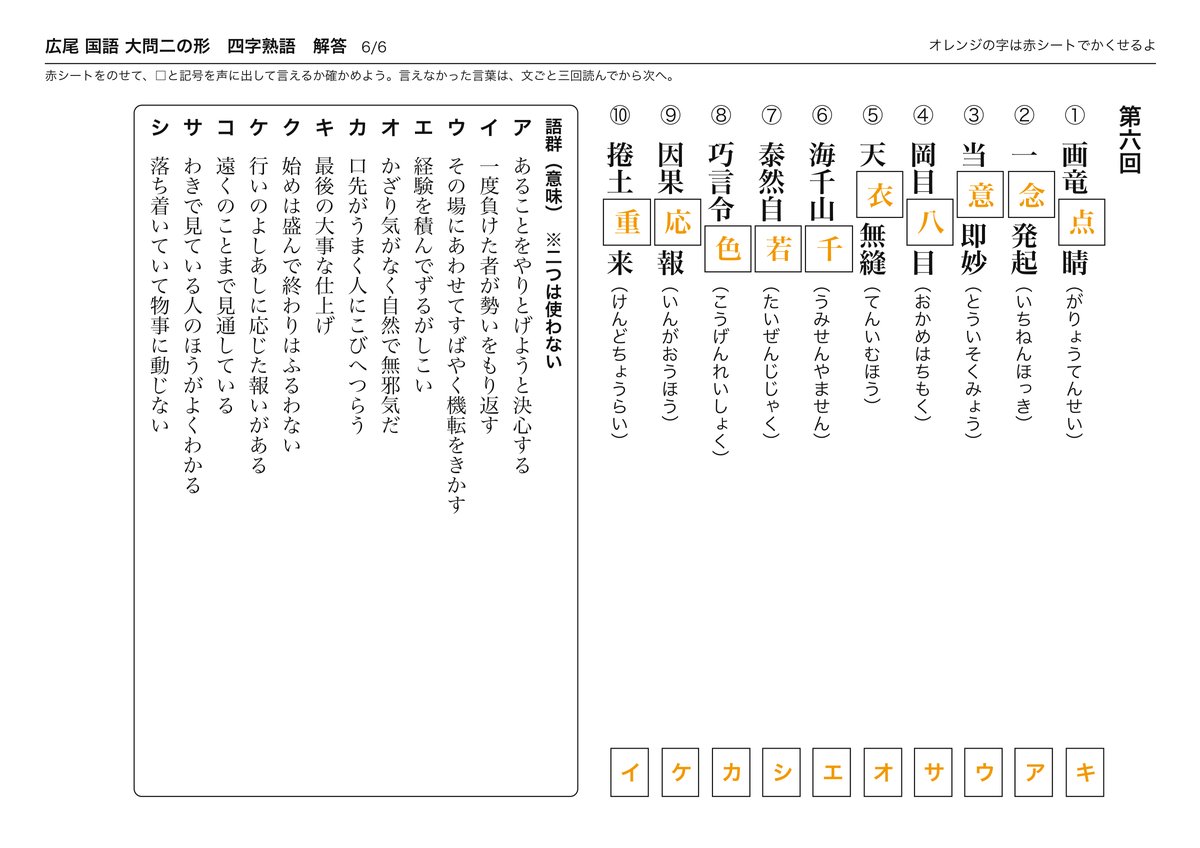 広尾 国語 大問二の形　四字熟語　解答　6/6
オレンジの字は赤シートでかくせるよ
赤シートをのせて、□と記号を声に出して言えるか確かめよう。言えなかった言葉は、文ごと三回読んでから次へ。
第六回
① 画竜点睛（がりょうてんせい） キ
② 一念発起（いちねんほっき） ア
③ 当意即妙（とういそくみょう） ウ
④ 岡目八目（おかめはちもく） サ
⑤ 天衣無縫（てんいむほう） オ
⑥ 海千山千（うみせんやません） エ
⑦ 泰然自若（たいぜんじじゃく） シ
⑧ 巧言令色（こうげんれいしょく） カ
⑨ 因果応報（いんがおうほう） ケ
⑩ 捲土重来（けんどちょうらい） イ
語群（意味）　※二つは使わない
ア　あることをやりとげようと決心する
イ　一度負けた者が勢いをもり返す
ウ　その場にあわせてすばやく機転をきかす
エ　経験を積んでずるがしこい
オ　かざり気がなく自然で無邪気だ
カ　口先がうまく人にこびへつらう
キ　最後の大事な仕上げ
ク　始めは盛んで終わりはふるわない
ケ　行いのよしあしに応じた報いがある
コ　遠くのことまで見通している
サ　わきで見ている人のほうがよくわかる
シ　落ち着いていて物事に動じない